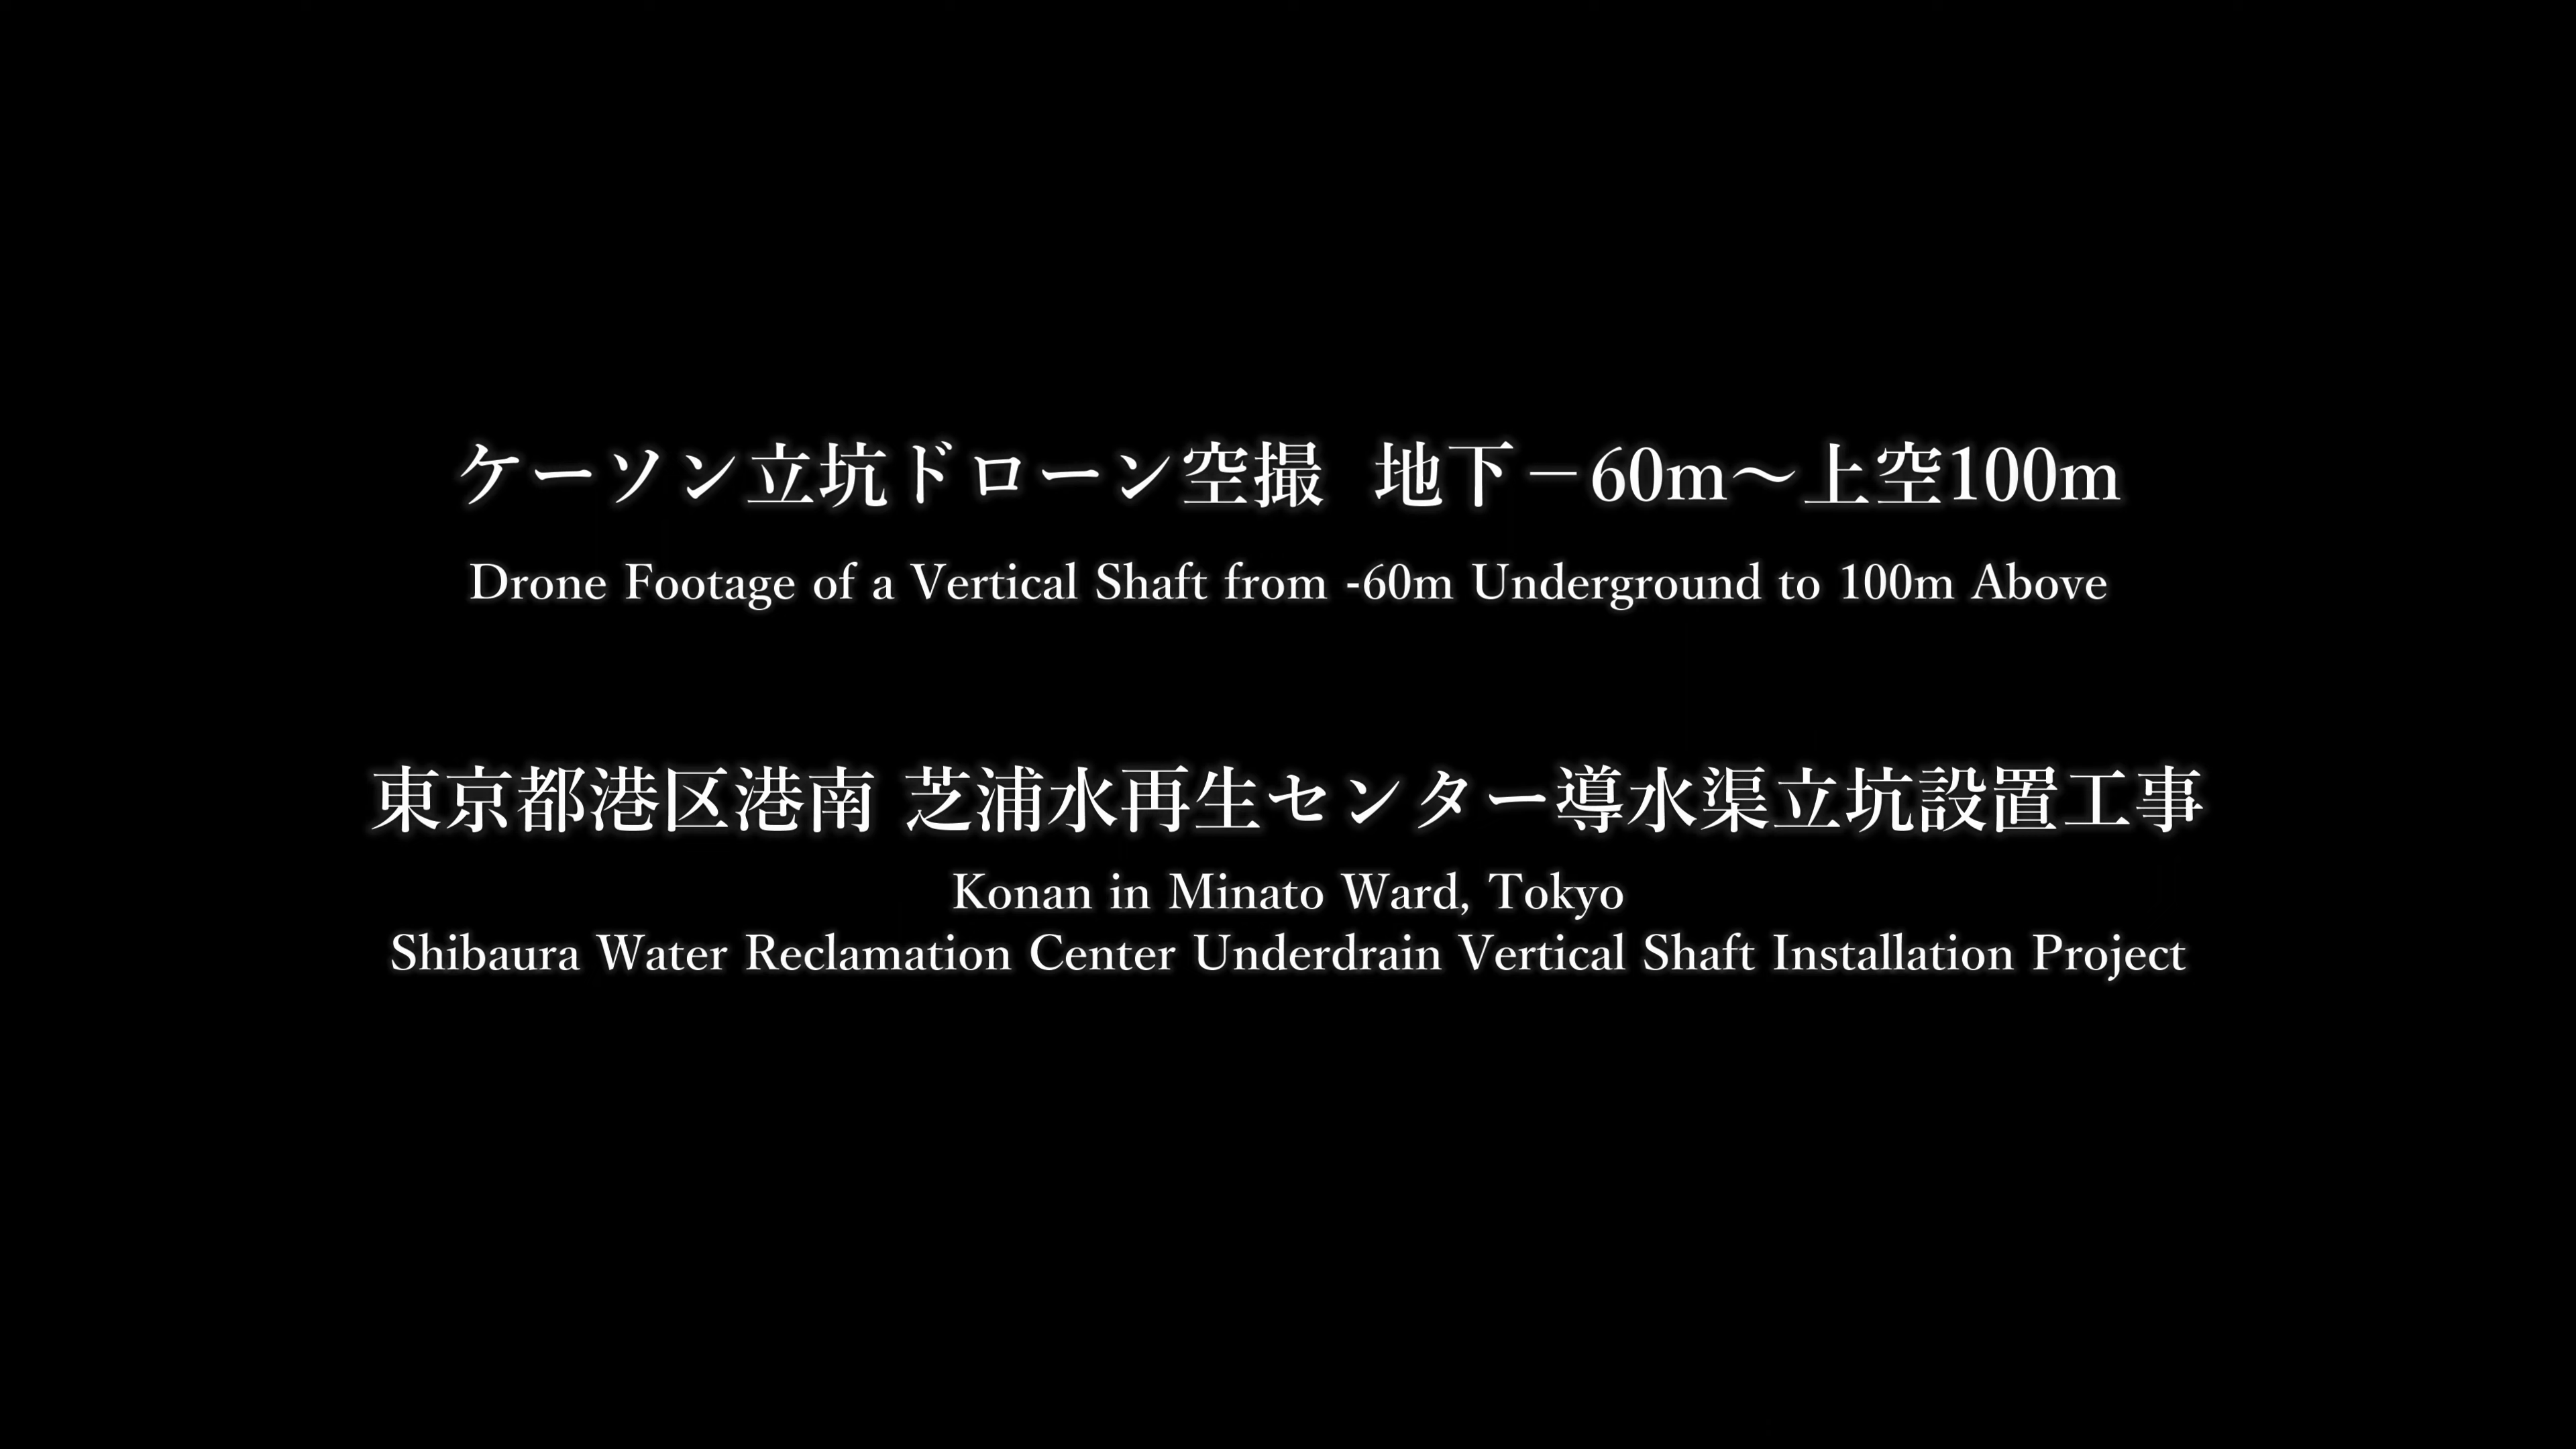 ケーソン立坑ドローン空撮　地下－60m～上空100m
Drone Footage of a Vertical Shaft from -60m Underground to 100m Above
東京都港区港南 芝浦水再生センター導水渠立坑設置工事
Konan in Minato Ward, Tokyo
Shibaura Water Reclamation Center Underdrain Vertical Shaft Installation Project